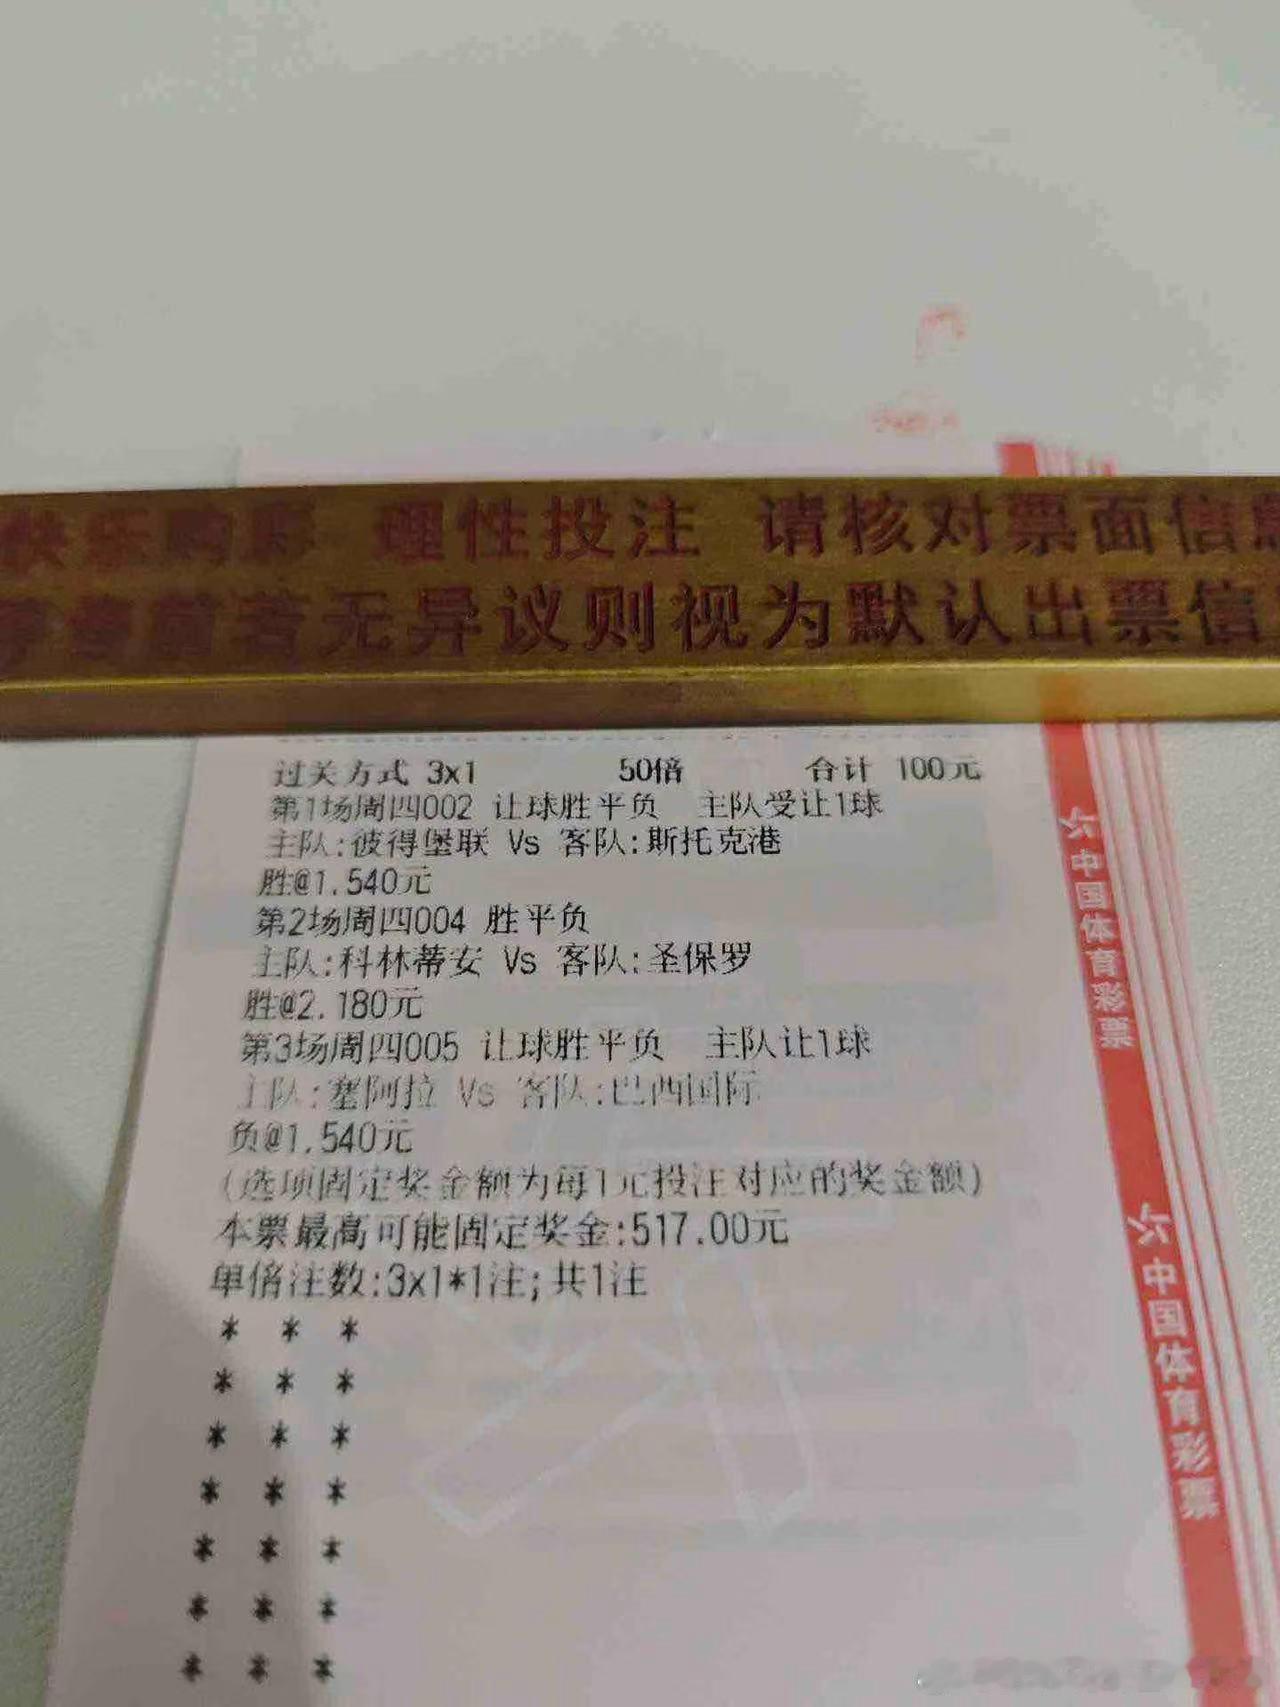 快乐购彩 理性投注 请核对票面信息
售前若无异议则视为默认出票信
过关方式 3x1 50倍 合计 100元
第1场周四002 让球胜平负 主队受让1球
主队:彼得堡联 Vs 客队:斯托克港
胜@1.540元
第2场周四004 胜平负
主队:科林蒂安 Vs 客队:圣保罗
胜@2.180元
第3场周四005 让球胜平负 主队让1球
主队:塞阿拉 Vs 客队:巴西国际
负@1.540元
(选项固定奖金额为每1元投注对应的奖金额)
本票最高可能固定奖金:517.00元
单倍注数:3x1*1注;共1注
* * *
* * *
* * *
* * *
* * *
* * *
* * *
中国体育彩票
中国体育彩票